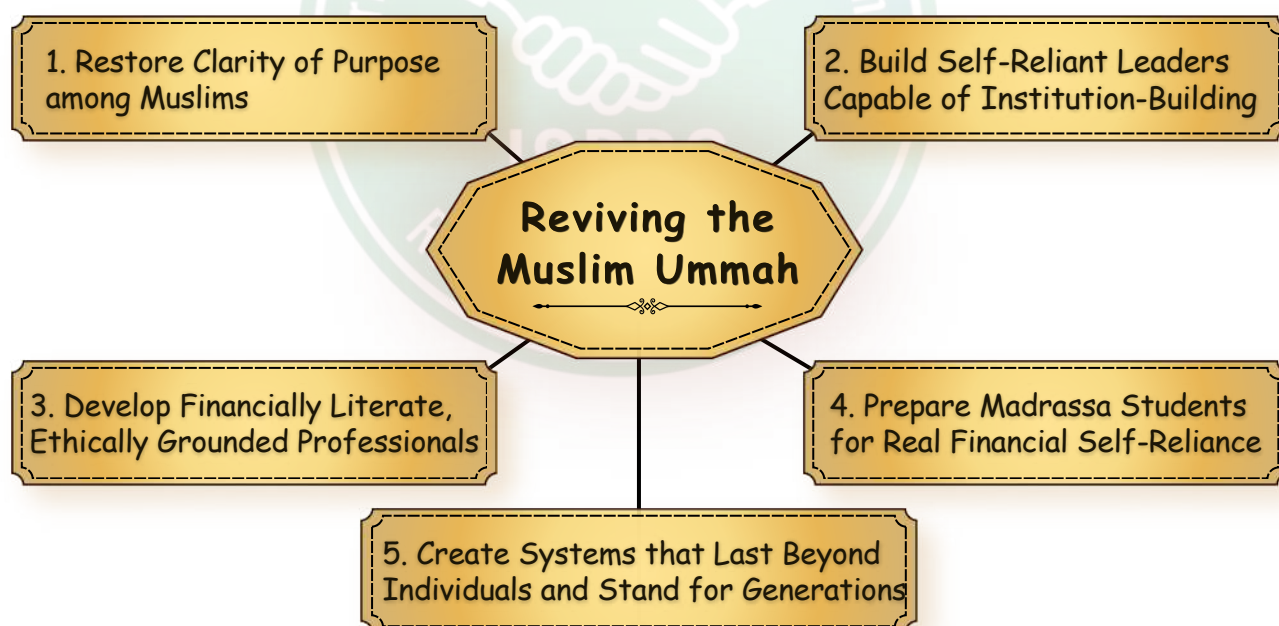 1. Restore Clarity of Purpose
among Muslims
2. Build Self-Reliant Leaders
Capable of Institution-Building
Reviving the
Muslim Ummah
3. Develop Financially Literate,
Ethically Grounded Professionals
4. Prepare Madrassa Students
for Real Financial Self-Reliance
5. Create Systems that Last Beyond
Individuals and Stand for Generations